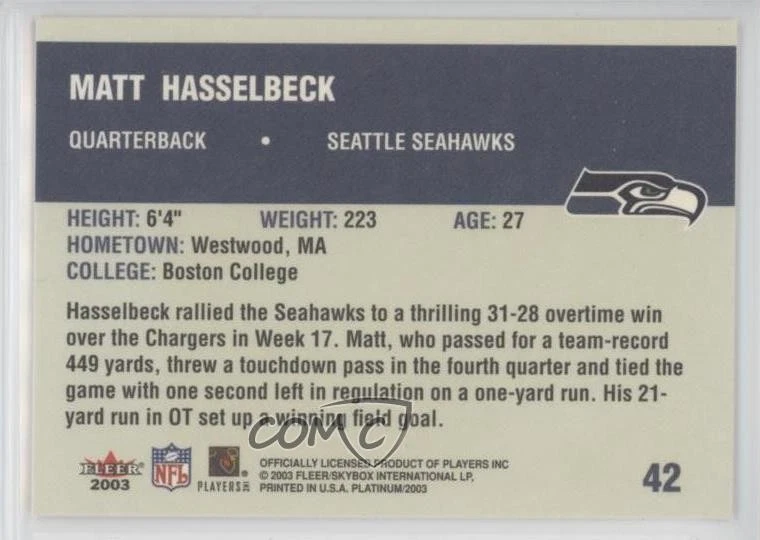 MATT HASSELBECK
QUARTERBACK • SEATTLE SEAHAWKS
HEIGHT: 6'4" WEIGHT: 223 AGE: 27
HOMETOWN: Westwood, MA
COLLEGE: Boston College
Hasselbeck rallied the Seahawks to a thrilling 31-28 overtime win
over the Chargers in Week 17. Matt, who passed for a team-record
449 yards, threw a touchdown pass in the fourth quarter and tied the
game with one second left in regulation on a one-yard run. His 21-
yard run in OT set up a winning field goal.
COMC
FLEER
2003
NFL
PLAYERS INC
OFFICIALLY LICENSED PRODUCT OF PLAYERS INC
© 2003 FLEER/SKYBOX INTERNATIONAL LP,
PRINTED IN U.S.A. PLATINUM/2003
42